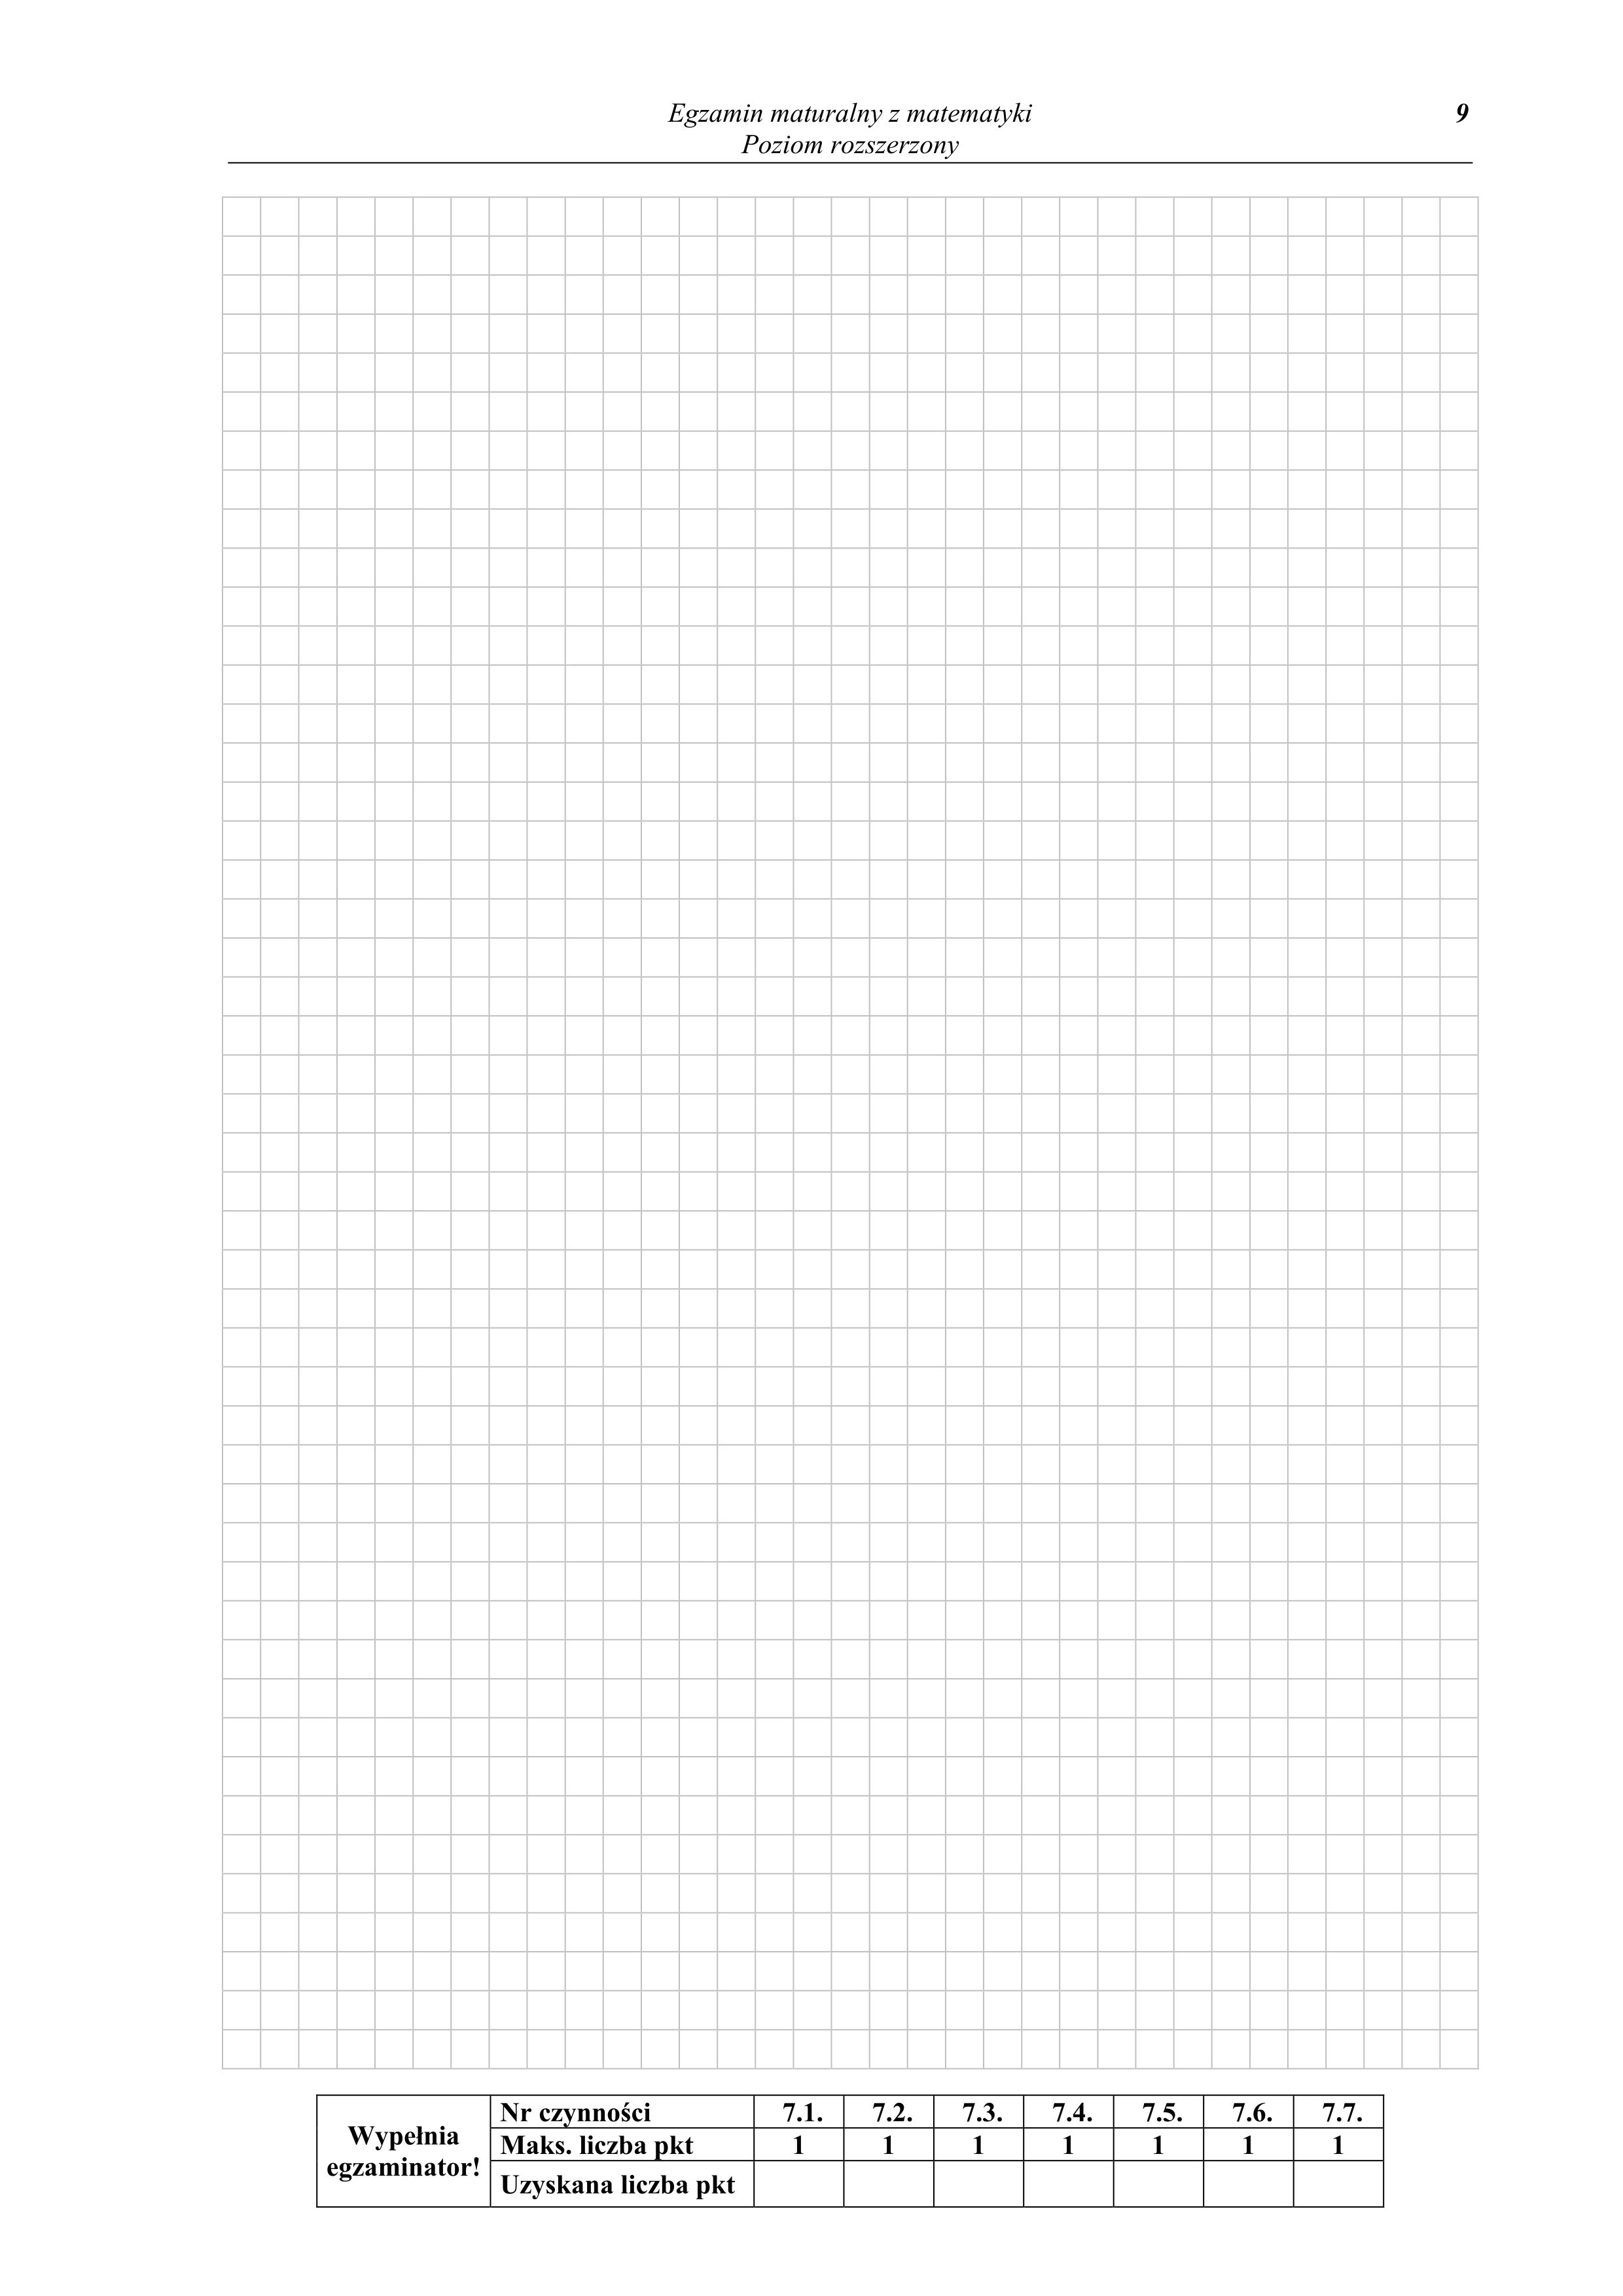 Egzamin maturalny z matematyki 9
Poziom rozszerzony
Wypełnia egzaminator!
Nr czynności 7.1. 7.2. 7.3. 7.4. 7.5. 7.6. 7.7.
Maks. liczba pkt 1 1 1 1 1 1 1
Uzyskana liczba pkt